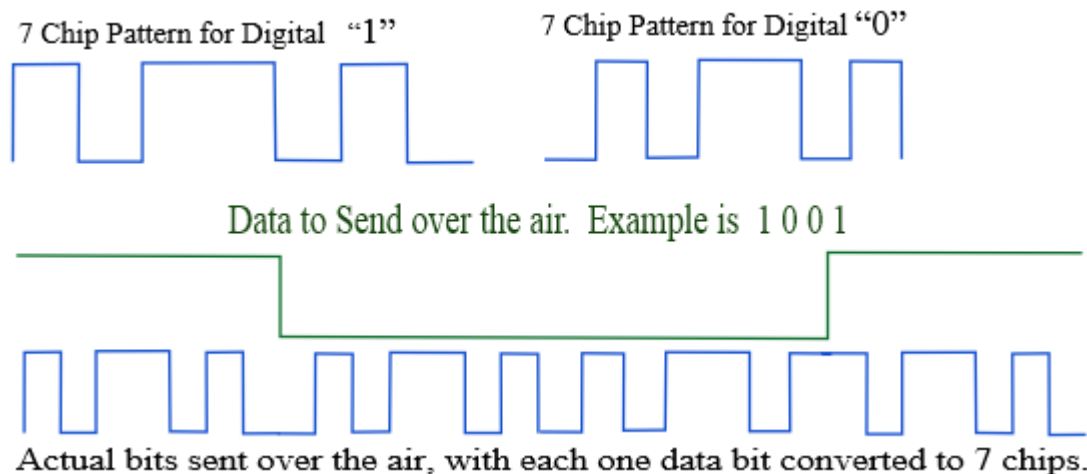 7 Chip Pattern for Digital “1”
7 Chip Pattern for Digital “0”
Data to Send over the air. Example is 1 0 0 1
Actual bits sent over the air, with each one data bit converted to 7 chips.